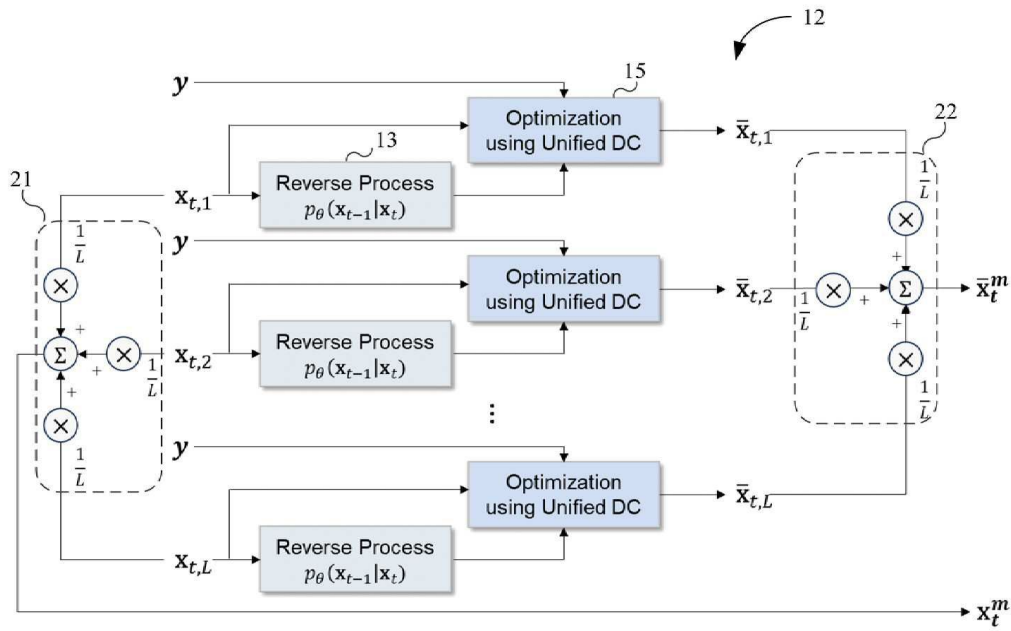 12
y
15
Optimization
using Unified DC
x̄t,1
22
13
21
xt,1
Reverse Process
pθ(xt−1|xt)
1/L
1/L
+
y
1/L
Optimization
using Unified DC
x̄t,2
+
Σ
x̄tm
1/L
+
+
Σ
+
xt,2
1/L
Reverse Process
pθ(xt−1|xt)
+
1/L
+
...
1/L
y
Optimization
using Unified DC
x̄t,L
xt,L
Reverse Process
pθ(xt−1|xt)
xtm